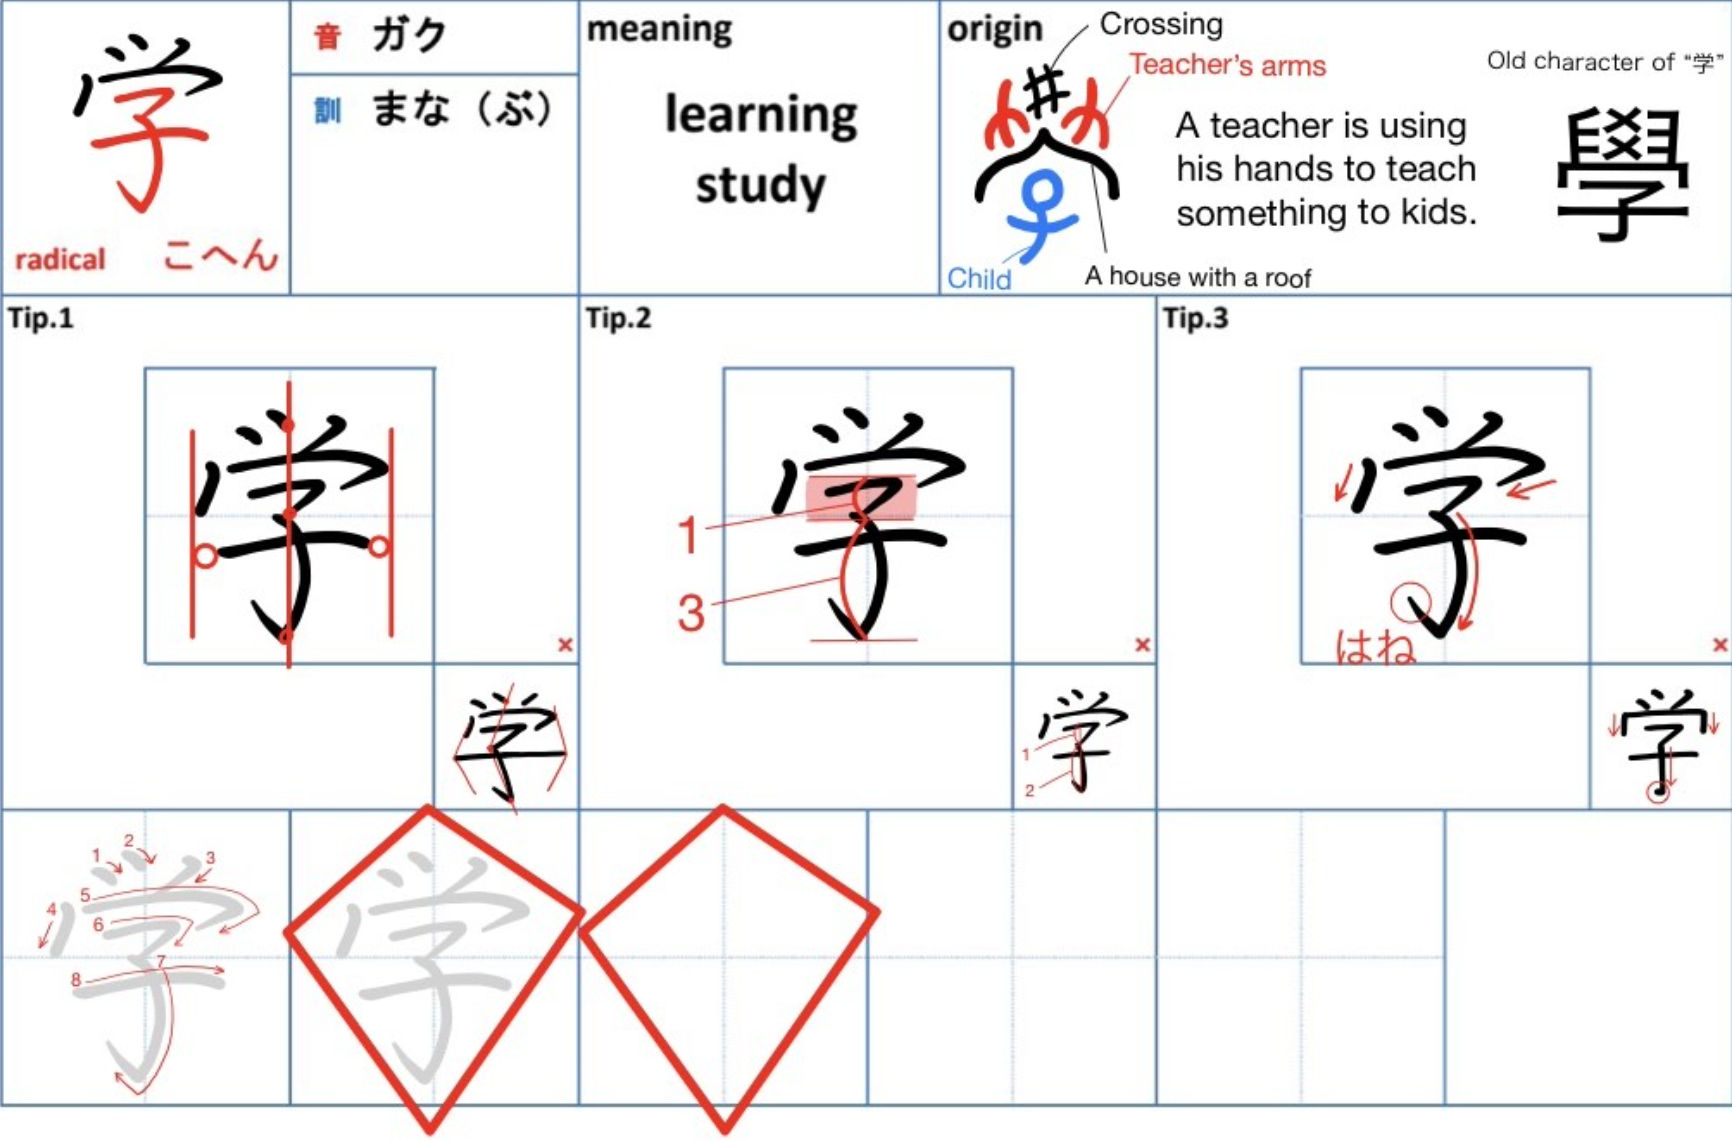 学
radical こへん
音 ガク
訓 まな（ぶ）
meaning
learning
study
origin
Crossing
Teacher's arms
Child
A house with a roof
A teacher is using
his hands to teach
something to kids.
Old character of “学”
學
Tip.1
学
×
学
Tip.2
学
1
3
×
学
1
2
Tip.3
学
はね
×
学
学
1
2
3
4
5
6
7
8
学